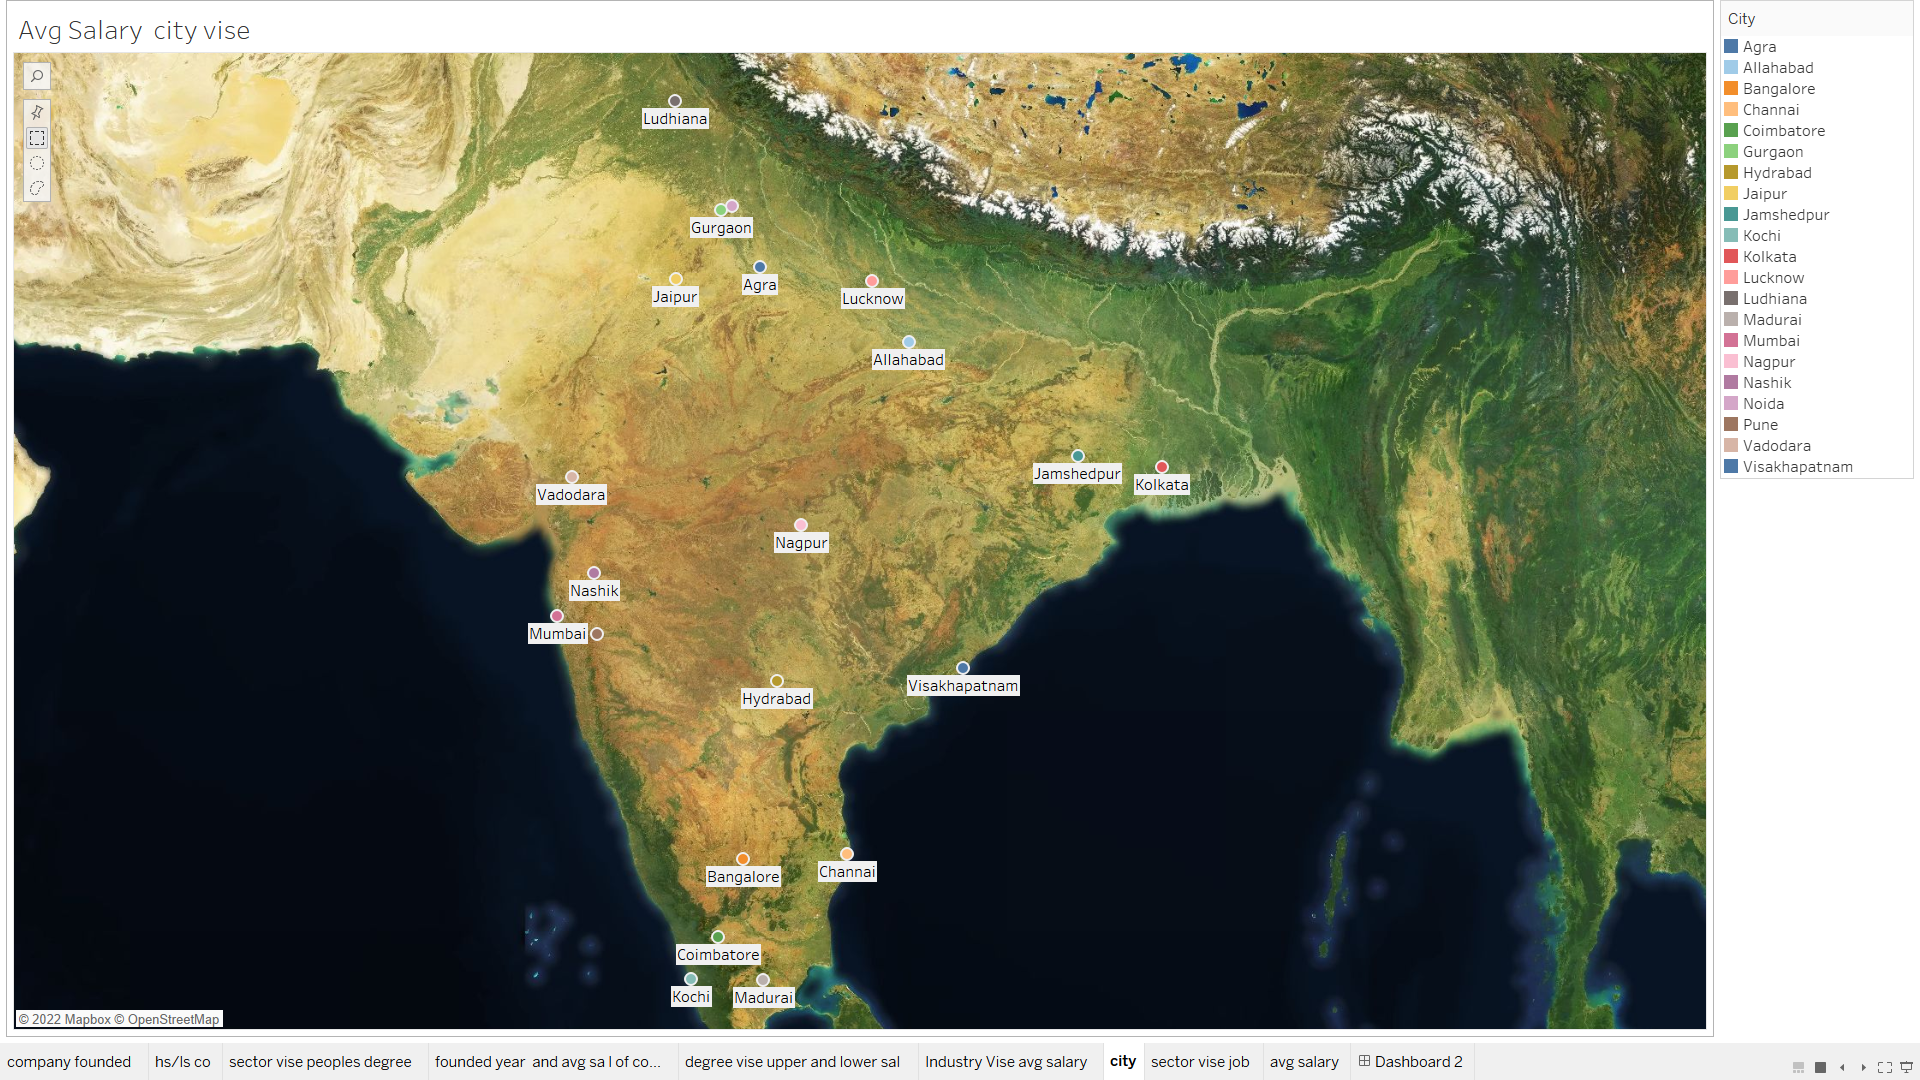 Avg Salary  city vise
City
Agra
Allahabad
Bangalore
Channai
Coimbatore
Gurgaon
Hydrabad
Jaipur
Jamshedpur
Kochi
Kolkata
Lucknow
Ludhiana
Madurai
Mumbai
Nagpur
Nashik
Noida
Pune
Vadodara
Visakhapatnam
Ludhiana
Gurgaon
Agra
Jaipur
Lucknow
Allahabad
Jamshedpur
Kolkata
Vadodara
Nagpur
Nashik
Mumbai
Visakhapatnam
Hydrabad
Channai
Bangalore
Coimbatore
Kochi
Madurai
© 2022 Mapbox © OpenStreetMap
company founded
hs/ls co
sector vise peoples degree
founded year  and avg sa l of co...
degree vise upper and lower sal
Industry Vise avg salary
city
sector vise job
avg salary
Dashboard 2